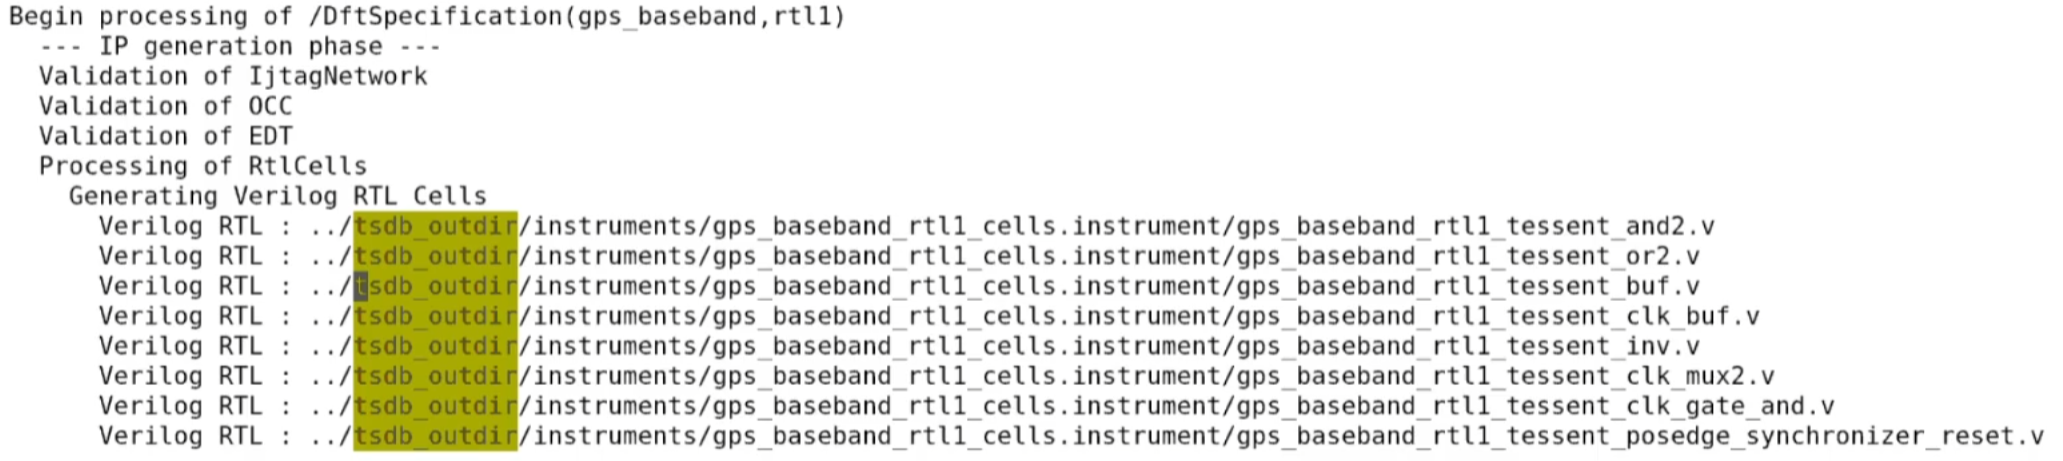 Begin processing of /DftSpecification(gps_baseband,rtl1)
--- IP generation phase ---
Validation of IjtagNetwork
Validation of OCC
Validation of EDT
Processing of RtlCells
Generating Verilog RTL Cells
Verilog RTL : ../tsdb_outdir/instruments/gps_baseband_rtl1_cells.instrument/gps_baseband_rtl1_tessent_and2.v
Verilog RTL : ../tsdb_outdir/instruments/gps_baseband_rtl1_cells.instrument/gps_baseband_rtl1_tessent_or2.v
Verilog RTL : ../tsdb_outdir/instruments/gps_baseband_rtl1_cells.instrument/gps_baseband_rtl1_tessent_buf.v
Verilog RTL : ../tsdb_outdir/instruments/gps_baseband_rtl1_cells.instrument/gps_baseband_rtl1_tessent_clk_buf.v
Verilog RTL : ../tsdb_outdir/instruments/gps_baseband_rtl1_cells.instrument/gps_baseband_rtl1_tessent_inv.v
Verilog RTL : ../tsdb_outdir/instruments/gps_baseband_rtl1_cells.instrument/gps_baseband_rtl1_tessent_clk_mux2.v
Verilog RTL : ../tsdb_outdir/instruments/gps_baseband_rtl1_cells.instrument/gps_baseband_rtl1_tessent_clk_gate_and.v
Verilog RTL : ../tsdb_outdir/instruments/gps_baseband_rtl1_cells.instrument/gps_baseband_rtl1_tessent_posedge_synchronizer_reset.v